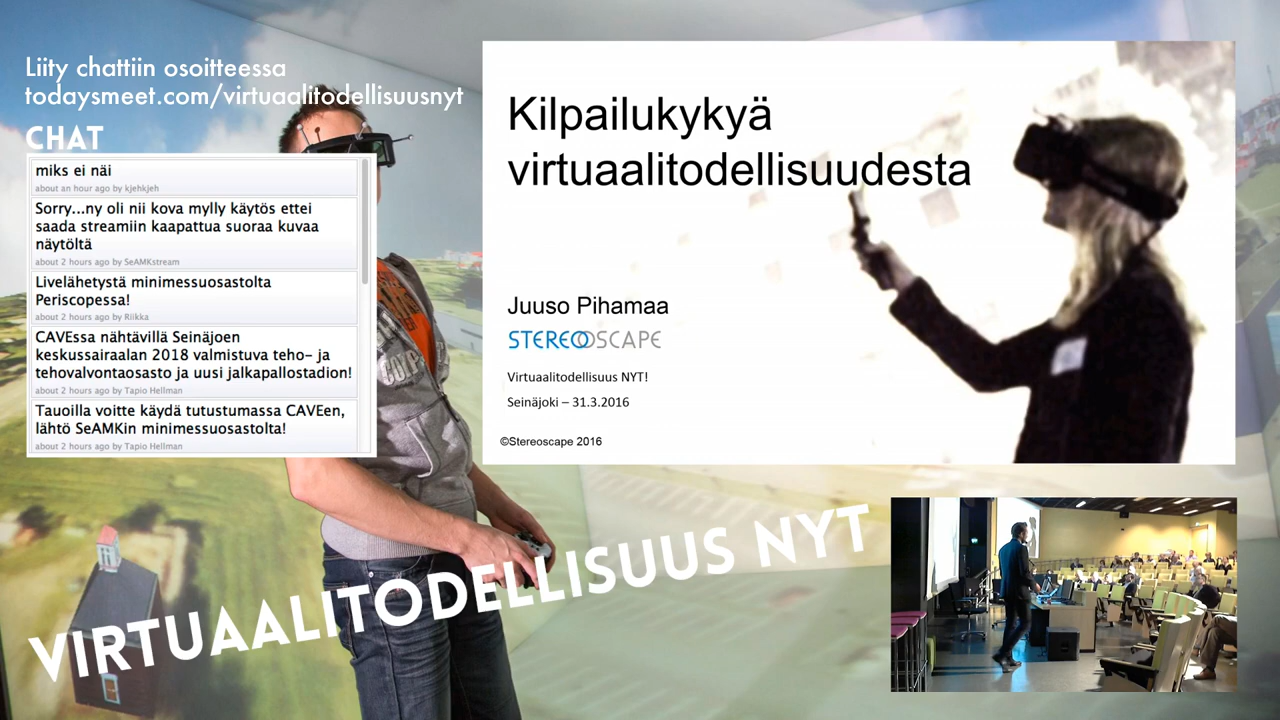 Liity chattiin osoitteessa
todaysmeet.com/virtuaalitodellisuusnyt
CHAT
miks ei näi
about an hour ago by kjehkjeh
Sorry...ny oli nii kova mylly käytös ettei
saada streamiin kaapattua suoraa kuvaa
näytöltä
about 2 hours ago by SeAMKstream
Livelähetystä minimessuosastolta
Periscopessa!
about 2 hours ago by Riikka
CAVEssa nähtävillä Seinäjoen
keskussairaalan 2018 valmistuva teho- ja
tehovalvontaosasto ja uusi jalkapallostadion!
about 2 hours ago by Tapio Hellman
Tauoilla voitte käydä tutustumassa CAVEen,
lähtö SeAMKin minimessuosastolta!
about 2 hours ago by Tapio Hellman
Kilpailukykyä
virtuaalitodellisuudesta
Juuso Pihamaa
STEREOSCAPE
Virtuaalitodellisuus NYT!
Seinäjoki – 31.3.2016
©Stereoscape 2016
CORP
VIRTUAALITODELLISUUS NYT